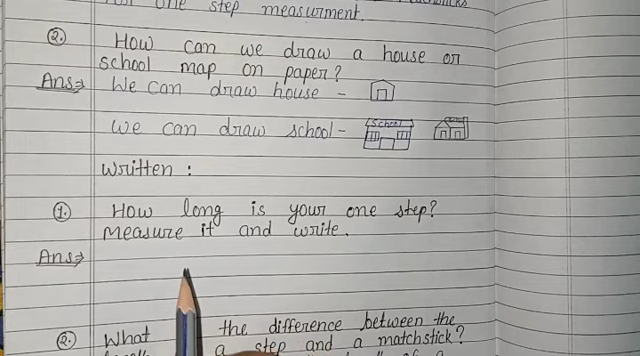 one step measurment.
②. How can we draw a house or
school map on paper?
Ans⇒ We can draw house -
We can draw school - School
Written :
①. How long is your one step?
Measure it and write.
Ans⇒
②. What the difference between the
a step and a matchstick?